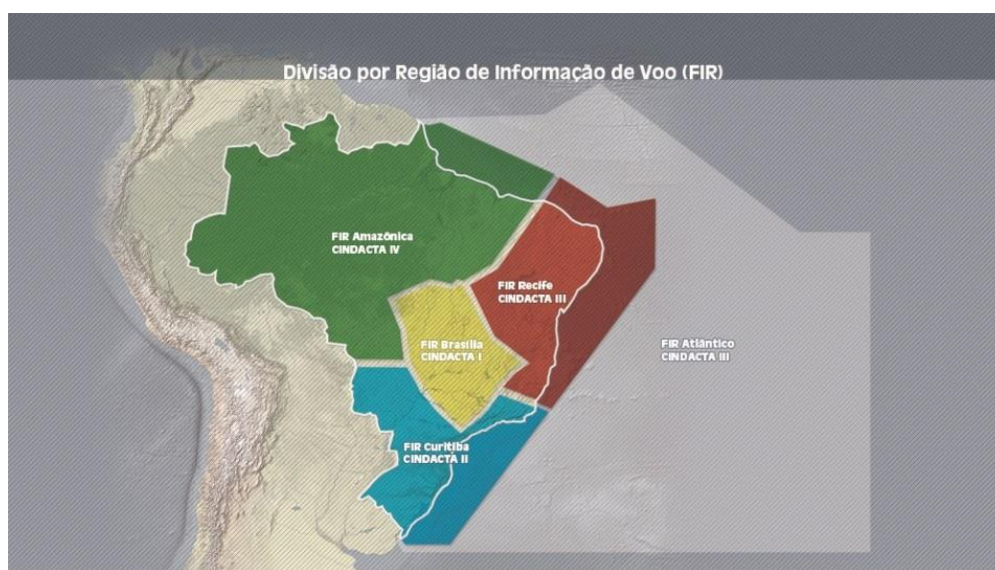 Divisão por Região de Informação de Voo (FIR)
FIR Amazônica
CINDACTA IV
FIR Recife
CINDACTA III
FIR Brasília
CINDACTA I
FIR Atlântico
CINDACTA III
FIR Curitiba
CINDACTA II